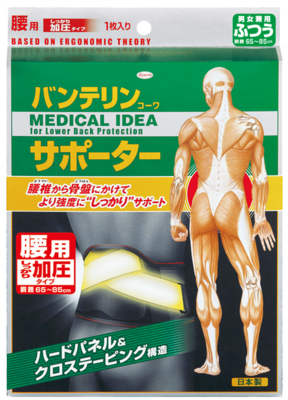 腰用 しっかり加圧タイプ 1枚入り
男女兼用
ふつう
胴囲 65~85cm
BASED ON ERGONOMIC THEORY
Kowa
バンテリンコーワ
MEDICAL IDEA
for Lower Back Protection
サポーター
腰椎から骨盤にかけて
より強度に“しっかり”サポート
腰用
しっかり加圧タイプ
胴囲65~85cm
ハードパネル&
クロステーピング構造
日本製